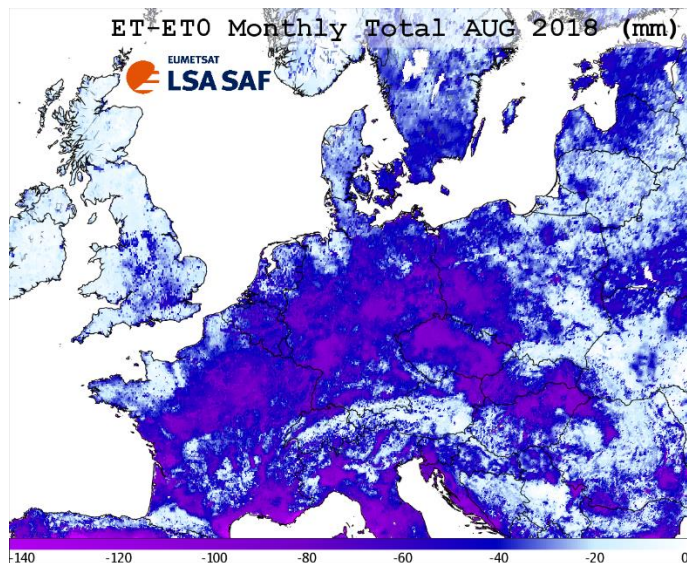 ET-ET0 Monthly Total AUG 2018 (mm)
EUMETSAT
LSA SAF
-140 -120 -100 -80 -60 -40 -20 0